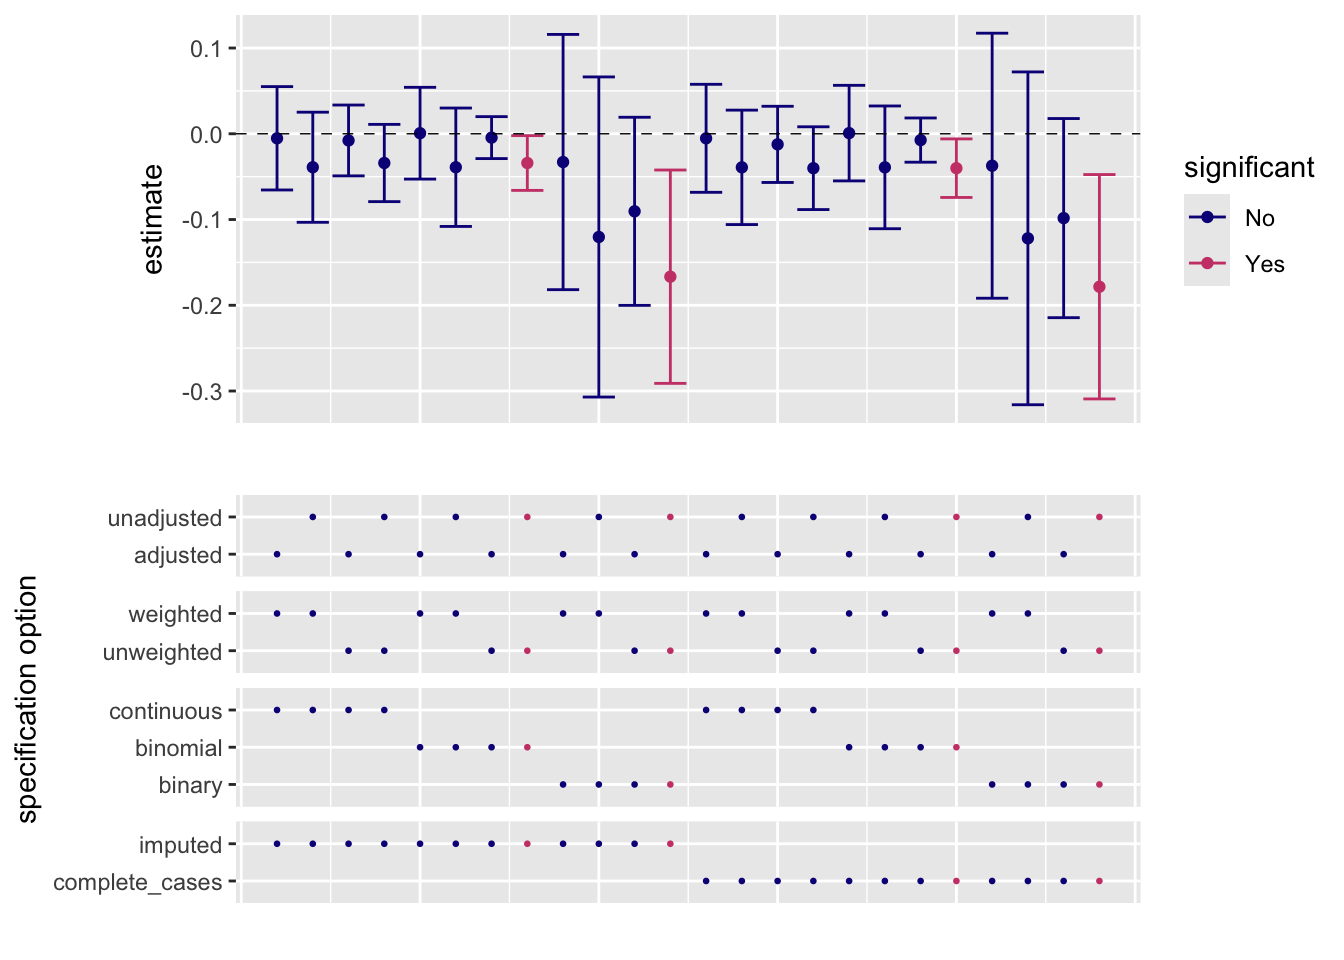 0.1
0.0
-0.1
-0.2
-0.3
estimate
significant
No
Yes
unadjusted
adjusted
weighted
unweighted
continuous
binomial
binary
imputed
complete_cases
specification option